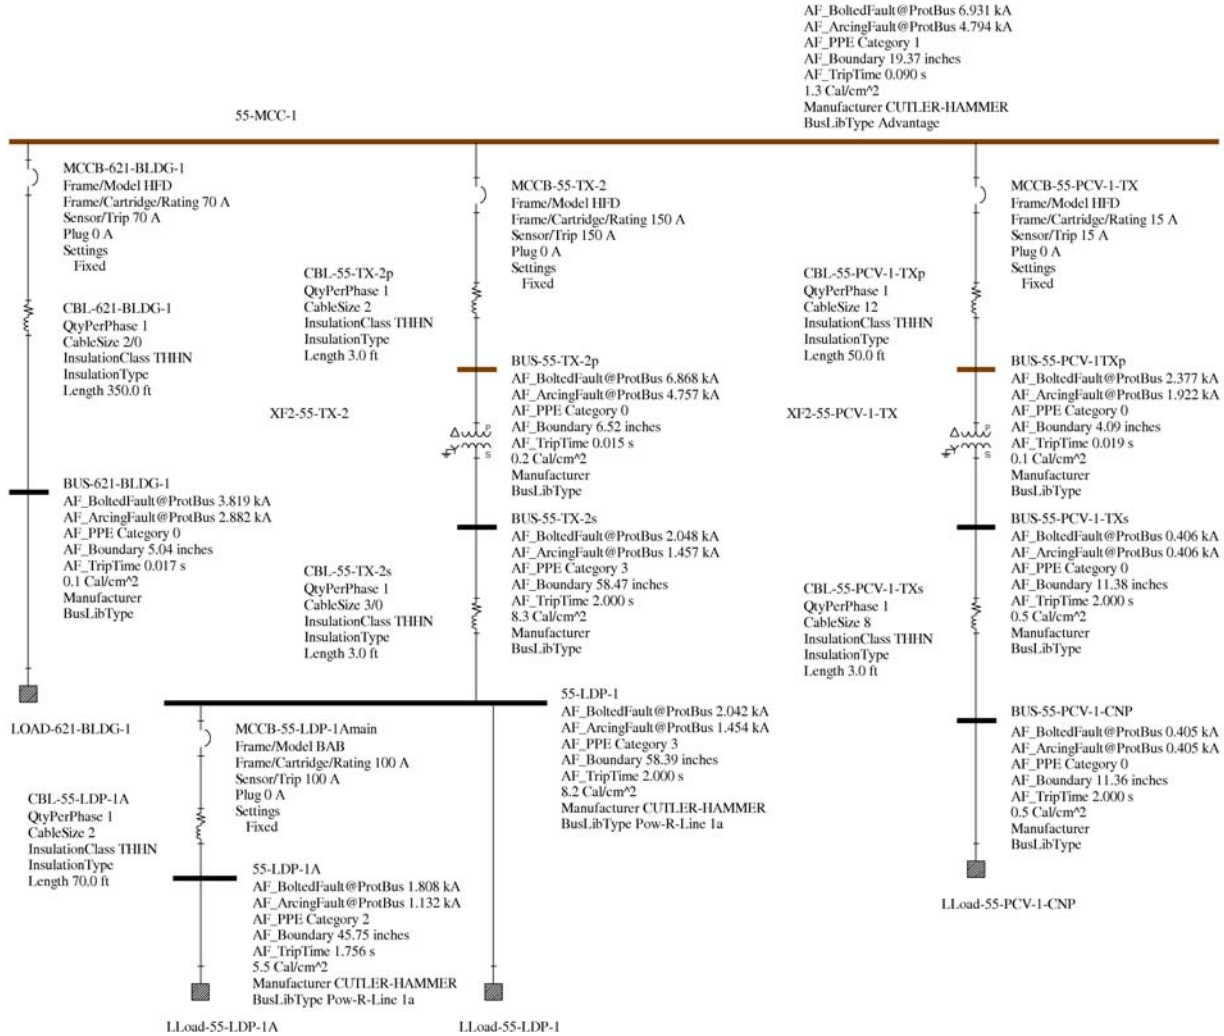 AF_BoltedFault@ProtBus 6.931 kA
AF_ArcingFault@ProtBus 4.794 kA
AF_PPE Category 1
AF_Boundary 19.37 inches
AF_TripTime 0.090 s
1.3 Cal/cm^2
Manufacturer CUTLER-HAMMER
BusLibType Advantage
55-MCC-1
MCCB-621-BLDG-1
Frame/Model HFD
Frame/Cartridge/Rating 70 A
Sensor/Trip 70 A
Plug 0 A
Settings
Fixed
CBL-621-BLDG-1
QtyPerPhase 1
CableSize 2/0
InsulationClass THHN
InsulationType
Length 350.0 ft
BUS-621-BLDG-1
AF_BoltedFault@ProtBus 3.819 kA
AF_ArcingFault@ProtBus 2.882 kA
AF_PPE Category 0
AF_Boundary 5.04 inches
AF_TripTime 0.017 s
0.1 Cal/cm^2
Manufacturer
BusLibType
LOAD-621-BLDG-1
MCCB-55-TX-2
Frame/Model HFD
Frame/Cartridge/Rating 150 A
Sensor/Trip 150 A
Plug 0 A
Settings
Fixed
CBL-55-TX-2p
QtyPerPhase 1
CableSize 2
InsulationClass THHN
InsulationType
Length 3.0 ft
BUS-55-TX-2p
AF_BoltedFault@ProtBus 6.868 kA
AF_ArcingFault@ProtBus 4.757 kA
AF_PPE Category 0
AF_Boundary 6.52 inches
AF_TripTime 0.015 s
0.2 Cal/cm^2
Manufacturer
BusLibType
XF2-55-TX-2
P
S
BUS-55-TX-2s
AF_BoltedFault@ProtBus 2.048 kA
AF_ArcingFault@ProtBus 1.457 kA
AF_PPE Category 3
AF_Boundary 58.47 inches
AF_TripTime 2.000 s
8.3 Cal/cm^2
Manufacturer
BusLibType
CBL-55-TX-2s
QtyPerPhase 1
CableSize 3/0
InsulationClass THHN
InsulationType
Length 3.0 ft
55-LDP-1
AF_BoltedFault@ProtBus 2.042 kA
AF_ArcingFault@ProtBus 1.454 kA
AF_PPE Category 3
AF_Boundary 58.39 inches
AF_TripTime 2.000 s
8.2 Cal/cm^2
Manufacturer CUTLER-HAMMER
BusLibType Pow-R-Line 1a
MCCB-55-LDP-1Amain
Frame/Model BAB
Frame/Cartridge/Rating 100 A
Sensor/Trip 100 A
Plug 0 A
Settings
Fixed
CBL-55-LDP-1A
QtyPerPhase 1
CableSize 2
InsulationClass THHN
InsulationType
Length 70.0 ft
55-LDP-1A
AF_BoltedFault@ProtBus 1.808 kA
AF_ArcingFault@ProtBus 1.132 kA
AF_PPE Category 2
AF_Boundary 45.75 inches
AF_TripTime 1.756 s
5.5 Cal/cm^2
Manufacturer CUTLER-HAMMER
BusLibType Pow-R-Line 1a
LLoad-55-LDP-1A
LLoad-55-LDP-1
MCCB-55-PCV-1-TX
Frame/Model HFD
Frame/Cartridge/Rating 15 A
Sensor/Trip 15 A
Plug 0 A
Settings
Fixed
CBL-55-PCV-1-TXp
QtyPerPhase 1
CableSize 12
InsulationClass THHN
InsulationType
Length 50.0 ft
BUS-55-PCV-1TXp
AF_BoltedFault@ProtBus 2.377 kA
AF_ArcingFault@ProtBus 1.922 kA
AF_PPE Category 0
AF_Boundary 4.09 inches
AF_TripTime 0.019 s
0.1 Cal/cm^2
Manufacturer
BusLibType
XF2-55-PCV-1-TX
P
S
BUS-55-PCV-1-TXs
AF_BoltedFault@ProtBus 0.406 kA
AF_ArcingFault@ProtBus 0.406 kA
AF_PPE Category 0
AF_Boundary 11.38 inches
AF_TripTime 2.000 s
0.5 Cal/cm^2
Manufacturer
BusLibType
CBL-55-PCV-1-TXs
QtyPerPhase 1
CableSize 8
InsulationClass THHN
InsulationType
Length 3.0 ft
BUS-55-PCV-1-CNP
AF_BoltedFault@ProtBus 0.405 kA
AF_ArcingFault@ProtBus 0.405 kA
AF_PPE Category 0
AF_Boundary 11.36 inches
AF_TripTime 2.000 s
0.5 Cal/cm^2
Manufacturer
BusLibType
LLoad-55-PCV-1-CNP